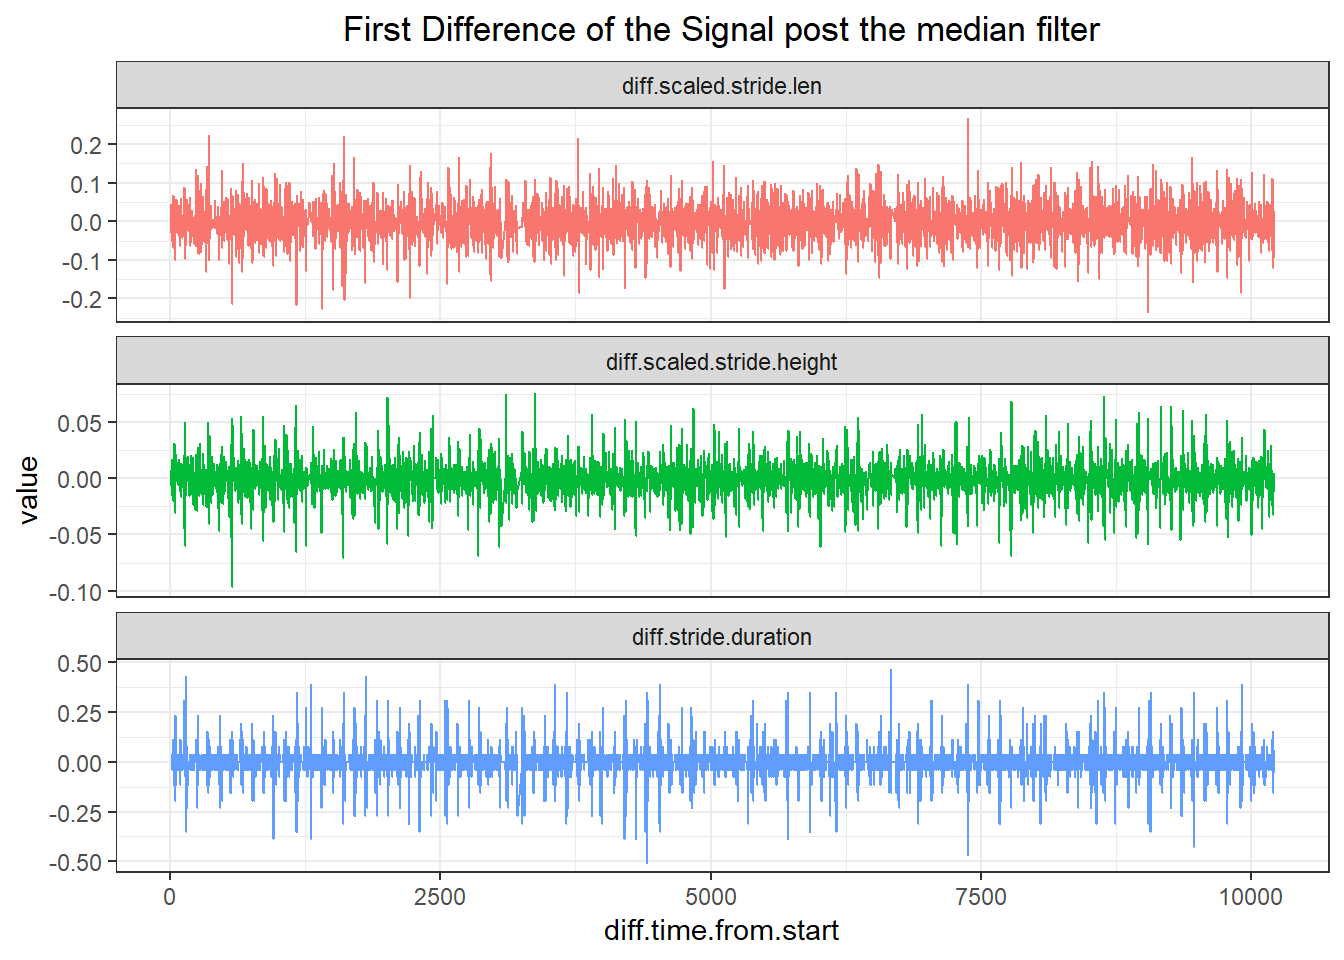 First Difference of the Signal post the median filter
diff.scaled.stride.len
0.2
0.1
0.0
-0.1
-0.2
diff.scaled.stride.height
0.05
0.00
-0.05
-0.10
value
diff.stride.duration
0.50
0.25
0.00
-0.25
-0.50
0 2500 5000 7500 10000
diff.time.from.start